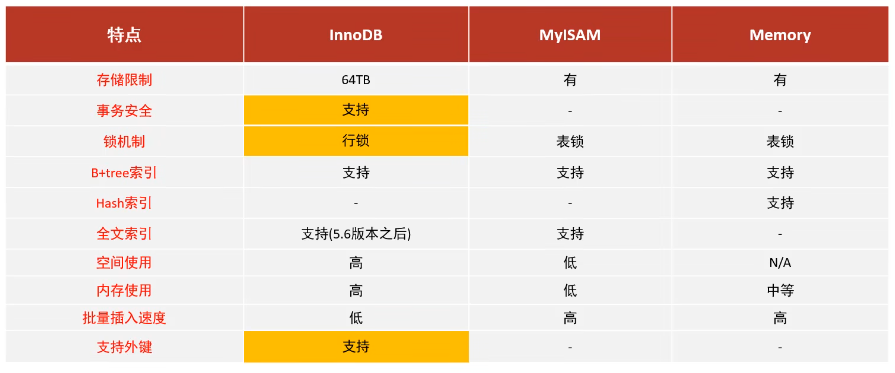 特点 InnoDB MyISAM Memory
存储限制 64TB 有 有
事务安全 支持 - -
锁机制 行锁 表锁 表锁
B+tree索引 支持 支持 支持
Hash索引 - - 支持
全文索引 支持(5.6版本之后) 支持 -
空间使用 高 低 N/A
内存使用 高 低 中等
批量插入速度 低 高 高
支持外键 支持 - -